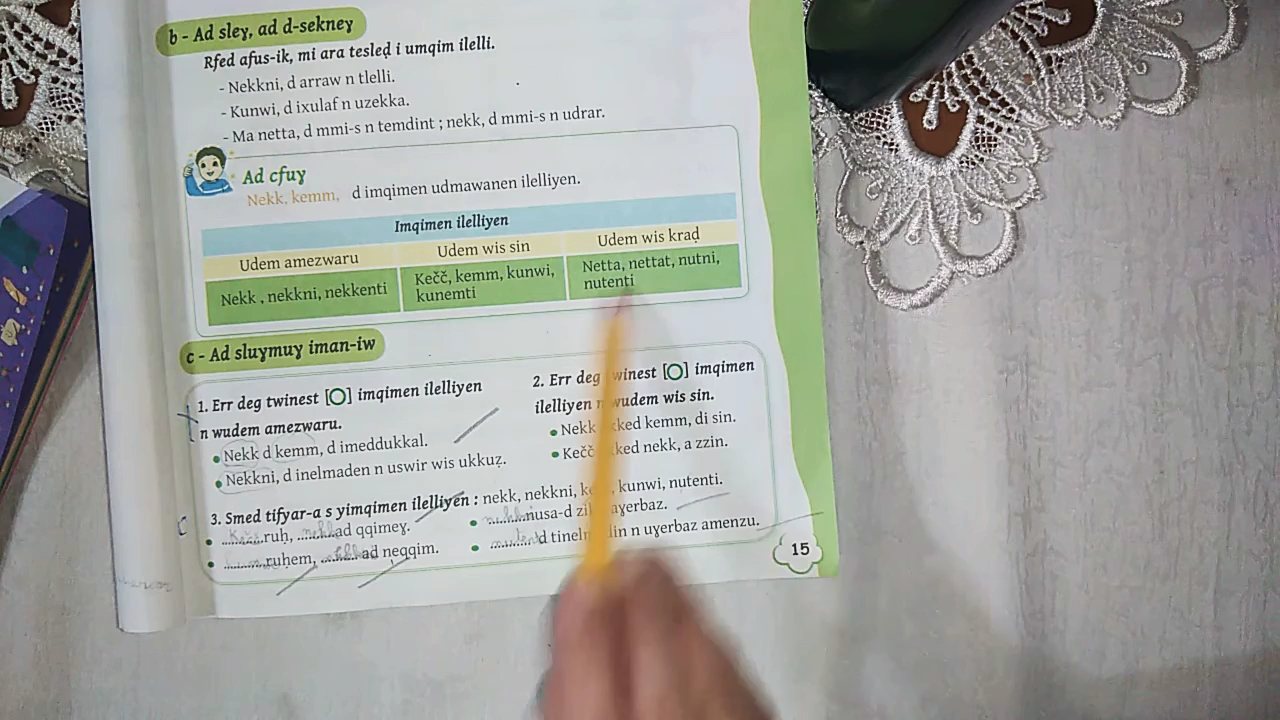 b - Ad sleɣ, ad d-sekneɣ
Rfed afus-ik, mi ara tesleḍ i umqim ilelli.
- Nekkni, d arraw n tlelli.
- Kunwi, d ixulaf n uzekka.
- Ma netta, d mmi-s n temdint ; nekk, d mmi-s n udrar.
Ad cfuɣ
Nekk, kemm, d imqimen udmawanen ilelliyen.
Imqimen ilelliyen
Udem amezwaru
Udem wis sin
Udem wis kraḍ
Nekk , nekkni, nekkenti
Kečč, kemm, kunwi,
kunemti
Netta, nettat, nutni,
nutenti
c - Ad sluɣmuɣ iman-iw
1. Err deg twinest [O] imqimen ilelliyen
n wudem amezwaru.
Nekk d kemm, d imeddukkal.
Nekkni, d inelmaden n uswir wis ukkuẓ.
2. Err deg winest [O] imqimen
ilelliyen wudem wis sin.
Nekk ked kemm, di sin.
Kečč ked nekk, a zzin.
3. Smed tifyar-a s yimqimen ilelliyen : nekk, nekkni, kunwi, nutenti.
....Kečč....ruḥ, ....nekk....ad qqimeɣ.
..........ruḥem, ..........ad neqqim.
..........nusa-d aɣerbaz.
..........d n uɣerbaz amenzu.
15